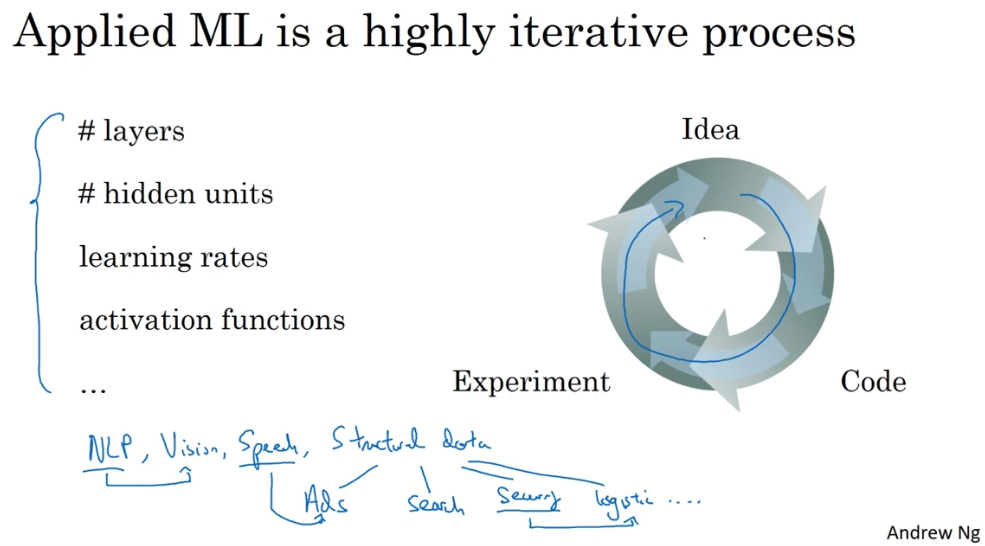 Applied ML is a highly iterative process
# layers
# hidden units
learning rates
activation functions
...
Idea
Experiment
Code
NLP, Vision, Speech, Structural data
Ads Search Security logistic ....
Andrew Ng